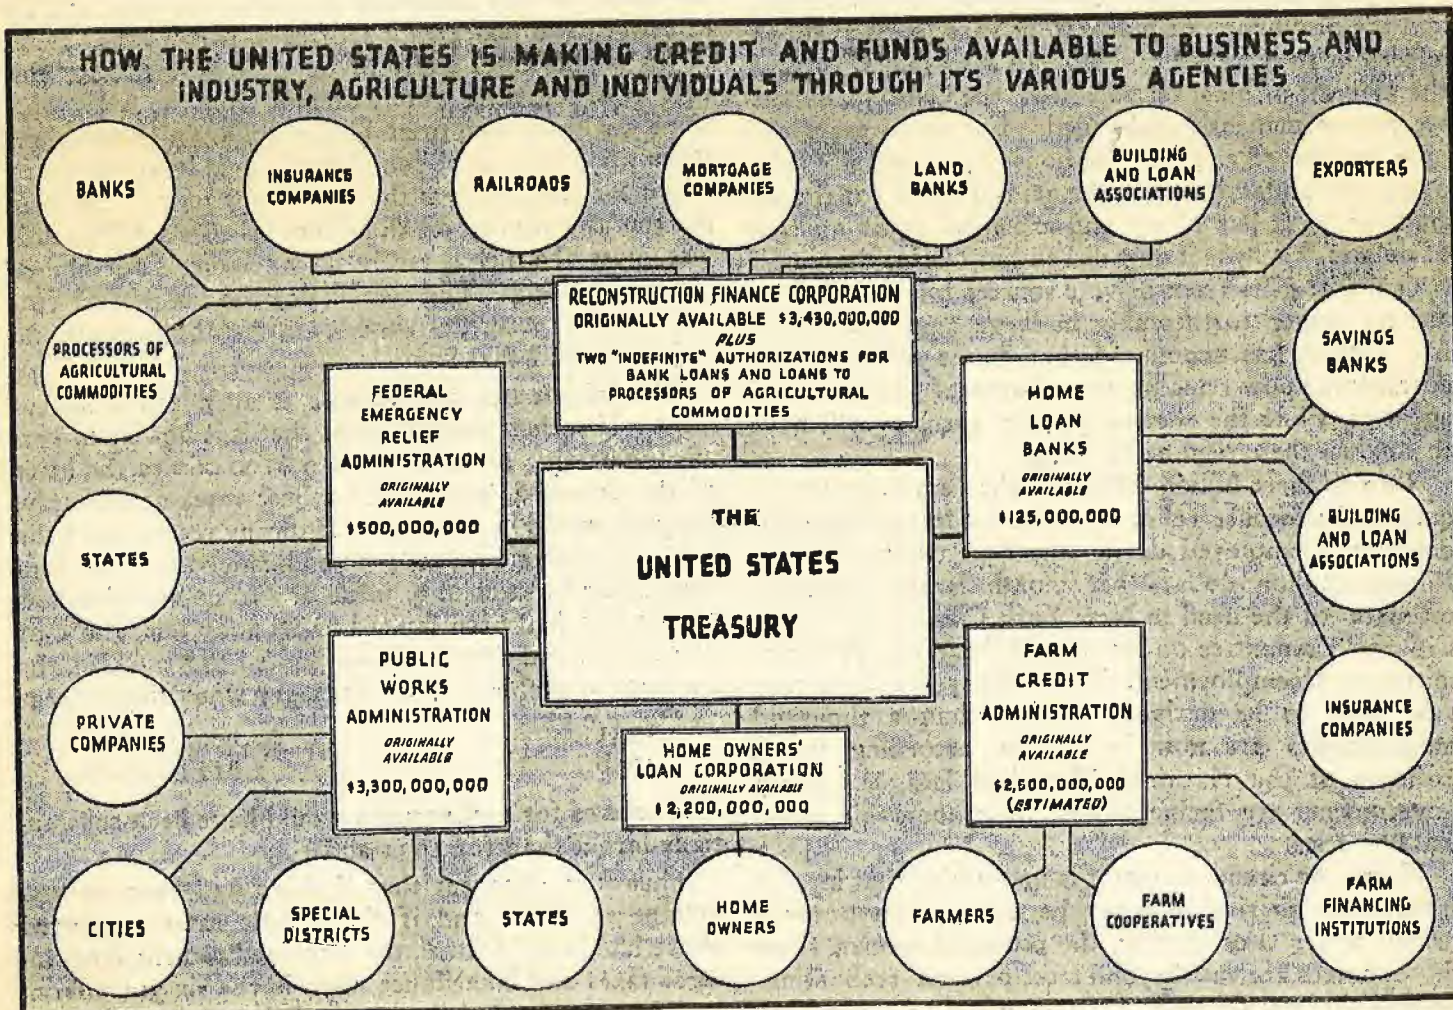 HOW THE UNITED STATES IS MAKING CREDIT AND FUNDS AVAILABLE TO BUSINESS AND
INDUSTRY, AGRICULTURE AND INDIVIDUALS THROUGH ITS VARIOUS AGENCIES
BANKS
INSURANCE
COMPANIES
RAILROADS
MORTGAGE
COMPANIES
LAND
BANKS
BUILDING
AND LOAN
ASSOCIATIONS
EXPORTERS
RECONSTRUCTION FINANCE CORPORATION
ORIGINALLY AVAILABLE $3,430,000,000
PLUS
TWO "INDEFINITE" AUTHORIZATIONS FOR
BANK LOANS AND LOANS TO
PROCESSORS OF AGRICULTURAL
COMMODITIES
PROCESSORS OF
AGRICULTURAL
COMMODITIES
FEDERAL
EMERGENCY
RELIEF
ADMINISTRATION
ORIGINALLY
AVAILABLE
$500,000,000
HOME
LOAN
BANKS
ORIGINALLY
AVAILABLE
$125,000,000
SAVINGS
BANKS
STATES
THE
UNITED STATES
TREASURY
BUILDING
AND LOAN
ASSOCIATIONS
PRIVATE
COMPANIES
PUBLIC
WORKS
ADMINISTRATION
ORIGINALLY
AVAILABLE
$3,300,000,000
HOME OWNERS'
LOAN CORPORATION
ORIGINALLY AVAILABLE
$2,200,000,000
FARM
CREDIT
ADMINISTRATION
ORIGINALLY
AVAILABLE
$2,500,000,000
(ESTIMATED)
INSURANCE
COMPANIES
CITIES
SPECIAL
DISTRICTS
STATES
HOME
OWNERS
FARMERS
FARM
COOPERATIVES
FARM
FINANCING
INSTITUTIONS